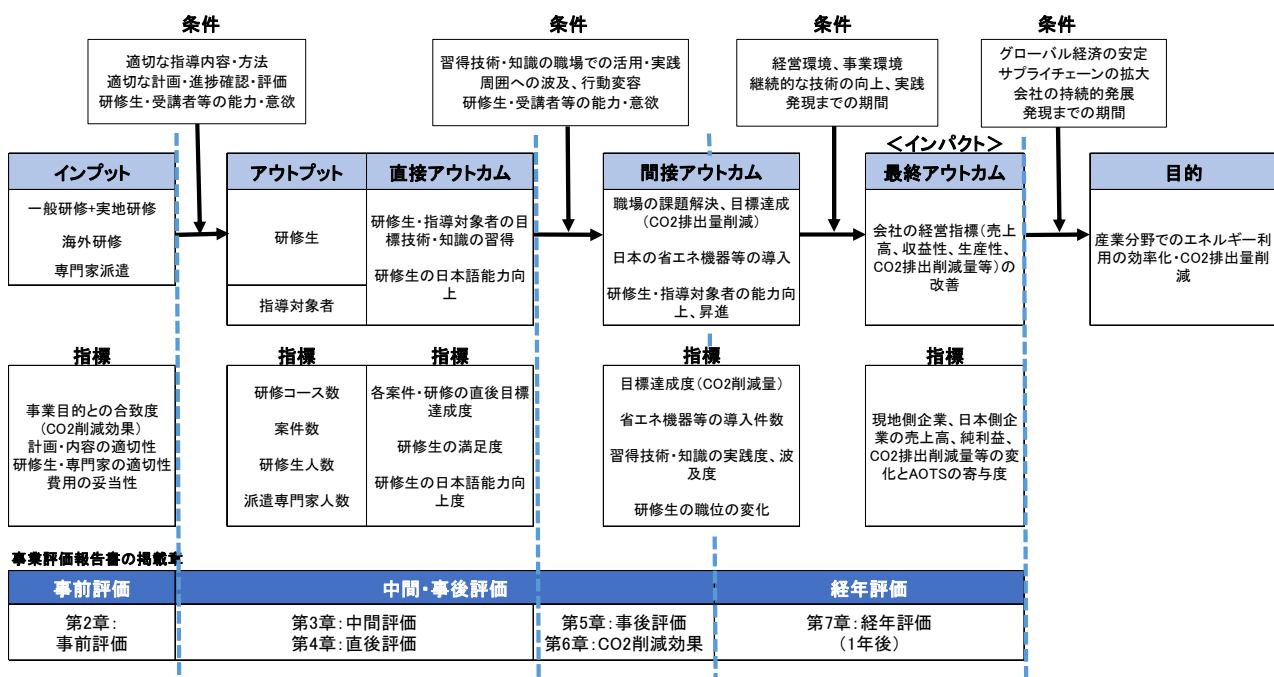 条件
適切な指導内容・方法
適切な計画・進捗確認・評価
研修生・受講者等の能力・意欲
条件
習得技術・知識の職場での活用・実践
周囲への波及、行動変容
研修生・受講者等の能力・意欲
条件
経営環境、事業環境
継続的な技術の向上、実践
発現までの期間
条件
グローバル経済の安定
サプライチェーンの拡大
会社の持続的発展
発現までの期間
インプット
一般研修+実地研修
海外研修
専門家派遣
アウトプット
研修生
指導対象者
直接アウトカム
研修生・指導対象者の目
標技術・知識の習得
研修生の日本語能力向
上
間接アウトカム
職場の課題解決、目標達成
(CO2排出量削減)
日本の省エネ機器等の導入
研修生・指導対象者の能力向
上、昇進
<インパクト>
最終アウトカム
会社の経営指標(売上
高、収益性、生産性、
CO2排出削減量等)の
改善
目的
産業分野でのエネルギー利
用の効率化・CO2排出量削
減
指標
事業目的との合致度
(CO2削減効果)
計画・内容の適切性
研修生・専門家の適切性
費用の妥当性
指標
研修コース数
案件数
研修生人数
派遣専門家人数
指標
各案件・研修の直後目標
達成度
研修生の満足度
研修生の日本語能力向
上度
指標
目標達成度(CO2削減量)
省エネ機器等の導入件数
習得技術・知識の実践度、波
及度
研修生の職位の変化
指標
現地側企業、日本側企
業の売上高、純利益、
CO2排出削減量等の変
化とAOTSの寄与度
事業評価報告書の掲載章
事前評価
中間・事後評価
経年評価
第2章:
事前評価
第3章:中間評価
第4章:直後評価
第5章:事後評価
第6章:CO2削減効果
第7章:経年評価
(1年後)